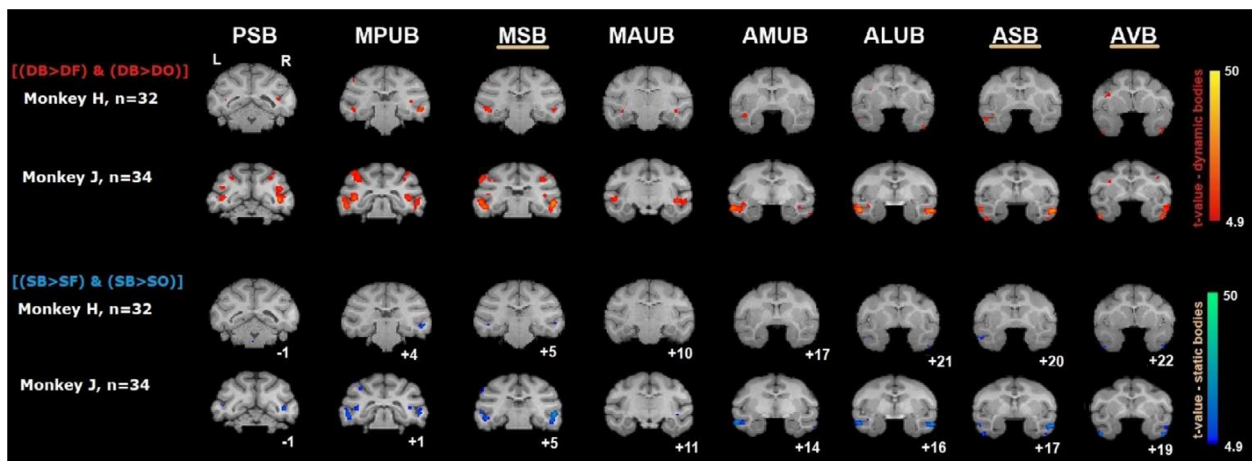 PSB MPUB MSB MAUB AMUB ALUB ASB AVB
L R
[(DB>DF) & (DB>DO)]
Monkey H, n=32
Monkey J, n=34
50
t-value - dynamic bodies
4.9
[(SB>SF) & (SB>SO)]
Monkey H, n=32
-1 +4 +5 +10 +17 +21 +20 +22
Monkey J, n=34
-1 +1 +5 +11 +14 +16 +17 +19
50
t-value - static bodies
4.9